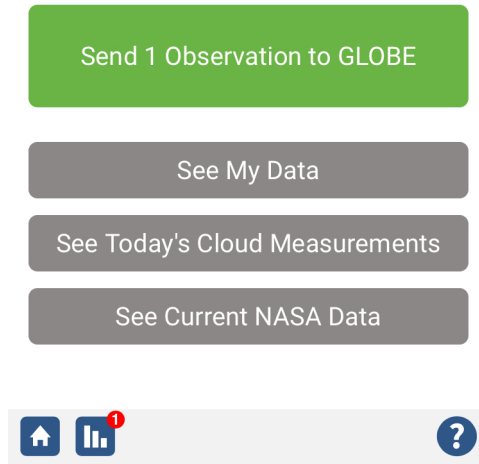 Send 1 Observation to GLOBE
See My Data
See Today's Cloud Measurements
See Current NASA Data
1
?